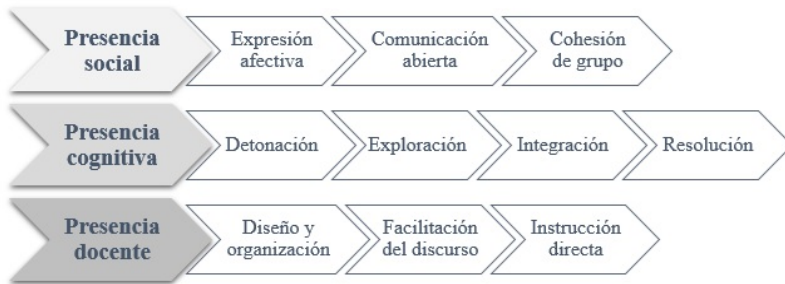 Presencia
social
Expresión
afectiva
Comunicación
abierta
Cohesión
de grupo
Presencia
cognitiva
Detonación
Exploración
Integración
Resolución
Presencia
docente
Diseño y
organización
Facilitación
del discurso
Instrucción
directa